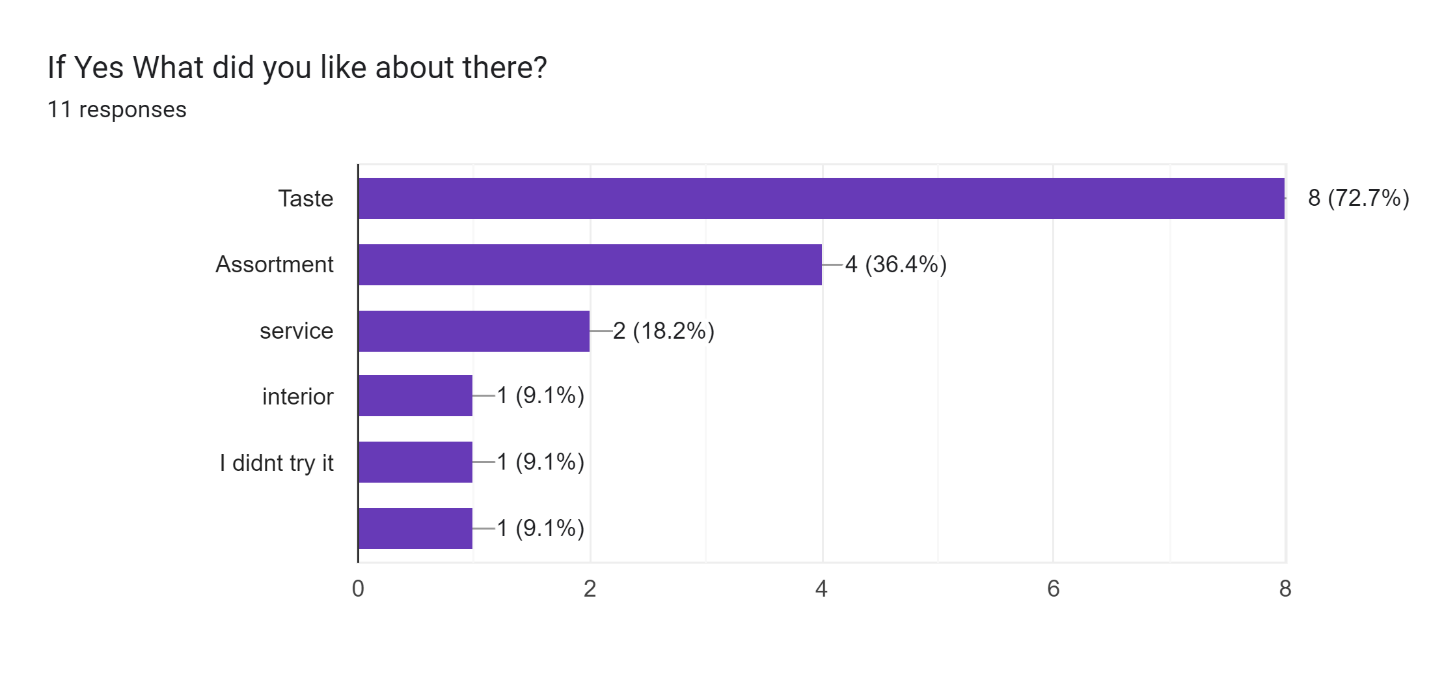 If Yes What did you like about there?
11 responses
Taste 8 (72.7%)
Assortment 4 (36.4%)
service 2 (18.2%)
interior 1 (9.1%)
I didnt try it 1 (9.1%)
1 (9.1%)
0 2 4 6 8